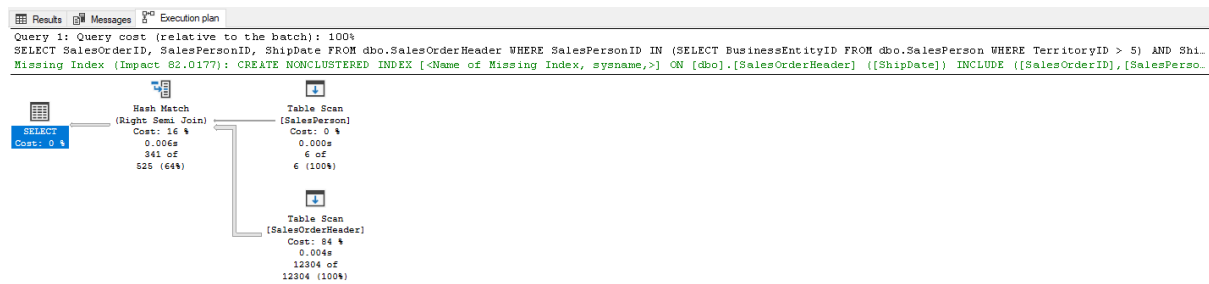 Results Messages Execution plan
Query 1: Query cost (relative to the batch): 100%
SELECT SalesOrderID, SalesPersonID, ShipDate FROM dbo.SalesOrderHeader WHERE SalesPersonID IN (SELECT BusinessEntityID FROM dbo.SalesPerson WHERE TerritoryID > 5) AND Shi…
Missing Index (Impact 82.0177): CREATE NONCLUSTERED INDEX [<Name of Missing Index, sysname,>] ON [dbo].[SalesOrderHeader] ([ShipDate]) INCLUDE ([SalesOrderID],[SalesPerso…
SELECT
Cost: 0 %
Hash Match
(Right Semi Join)
Cost: 16 %
0.006s
341 of
525 (64%)
Table Scan
[SalesPerson]
Cost: 0 %
0.000s
6 of
6 (100%)
Table Scan
[SalesOrderHeader]
Cost: 84 %
0.004s
12304 of
12304 (100%)